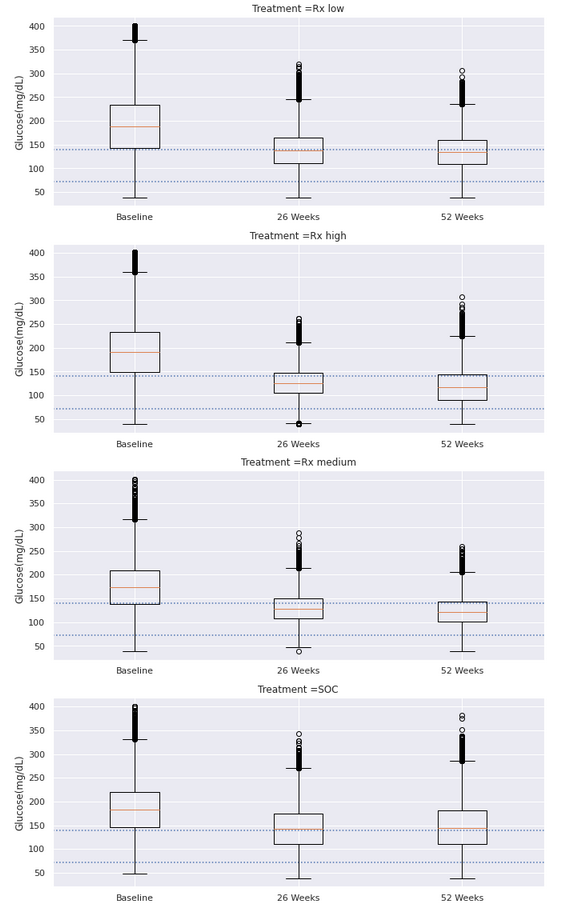 Treatment =Rx low
Glucose(mg/dL)
400
350
300
250
200
150
100
50
Baseline 26 Weeks 52 Weeks
Treatment =Rx high
Glucose(mg/dL)
400
350
300
250
200
150
100
50
Baseline 26 Weeks 52 Weeks
Treatment =Rx medium
Glucose(mg/dL)
400
350
300
250
200
150
100
50
Baseline 26 Weeks 52 Weeks
Treatment =SOC
Glucose(mg/dL)
400
350
300
250
200
150
100
50
Baseline 26 Weeks 52 Weeks